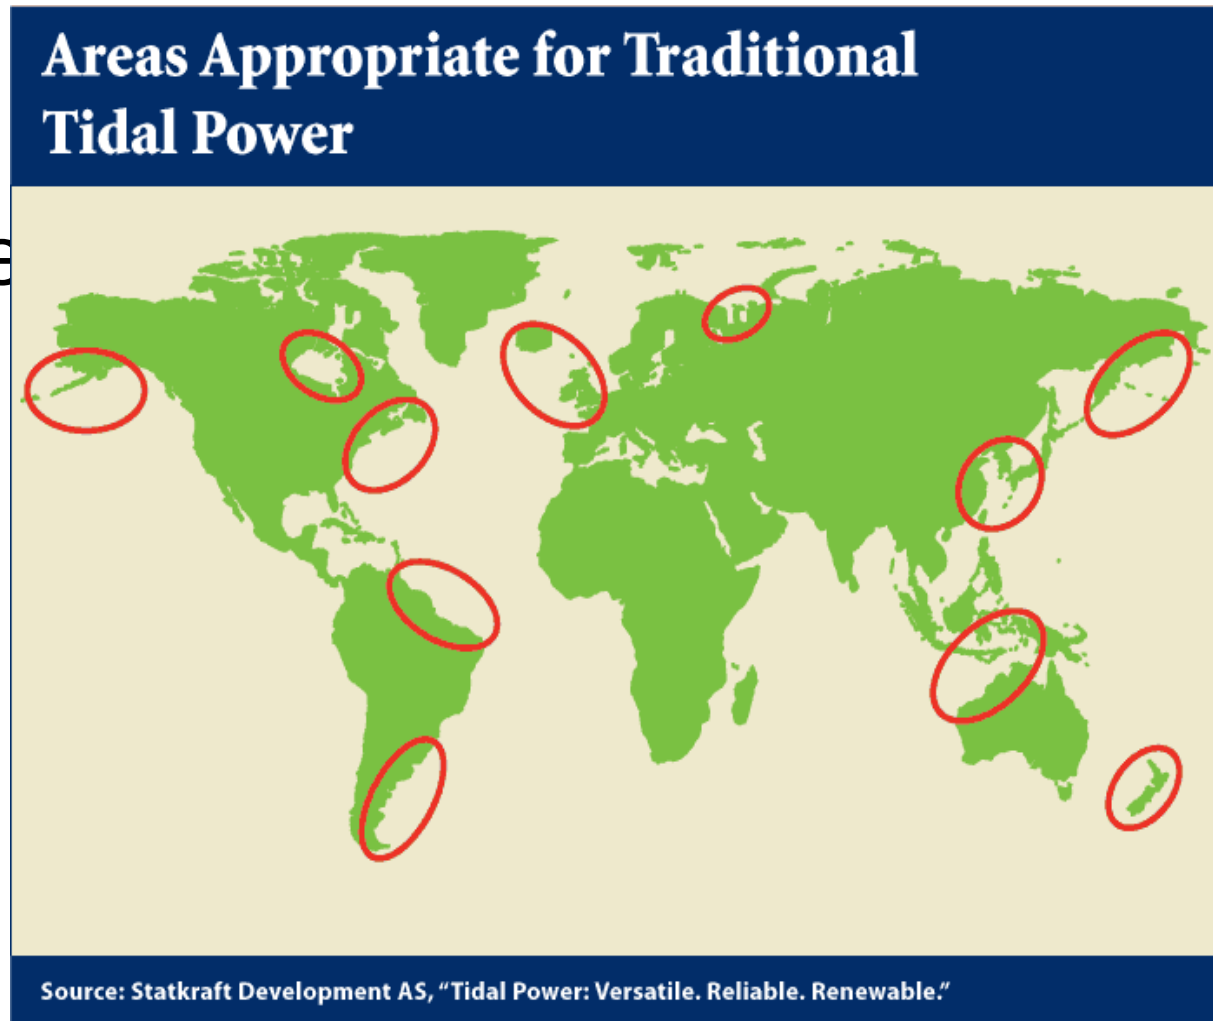 Areas Appropriate for Traditional
Tidal Power
a
Source: Statkraft Development AS, “Tidal Power: Versatile. Reliable. Renewable.”